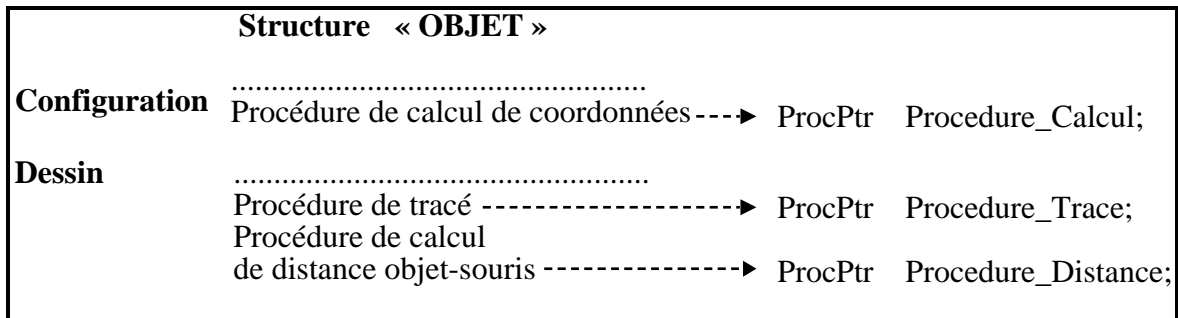 Structure « OBJET »
..................................................
Configuration Procédure de calcul de coordonnées ProcPtr Procedure_Calcul;
Dessin ..................................................
Procédure de tracé ProcPtr Procedure_Trace;
Procédure de calcul
de distance objet-souris ProcPtr Procedure_Distance;